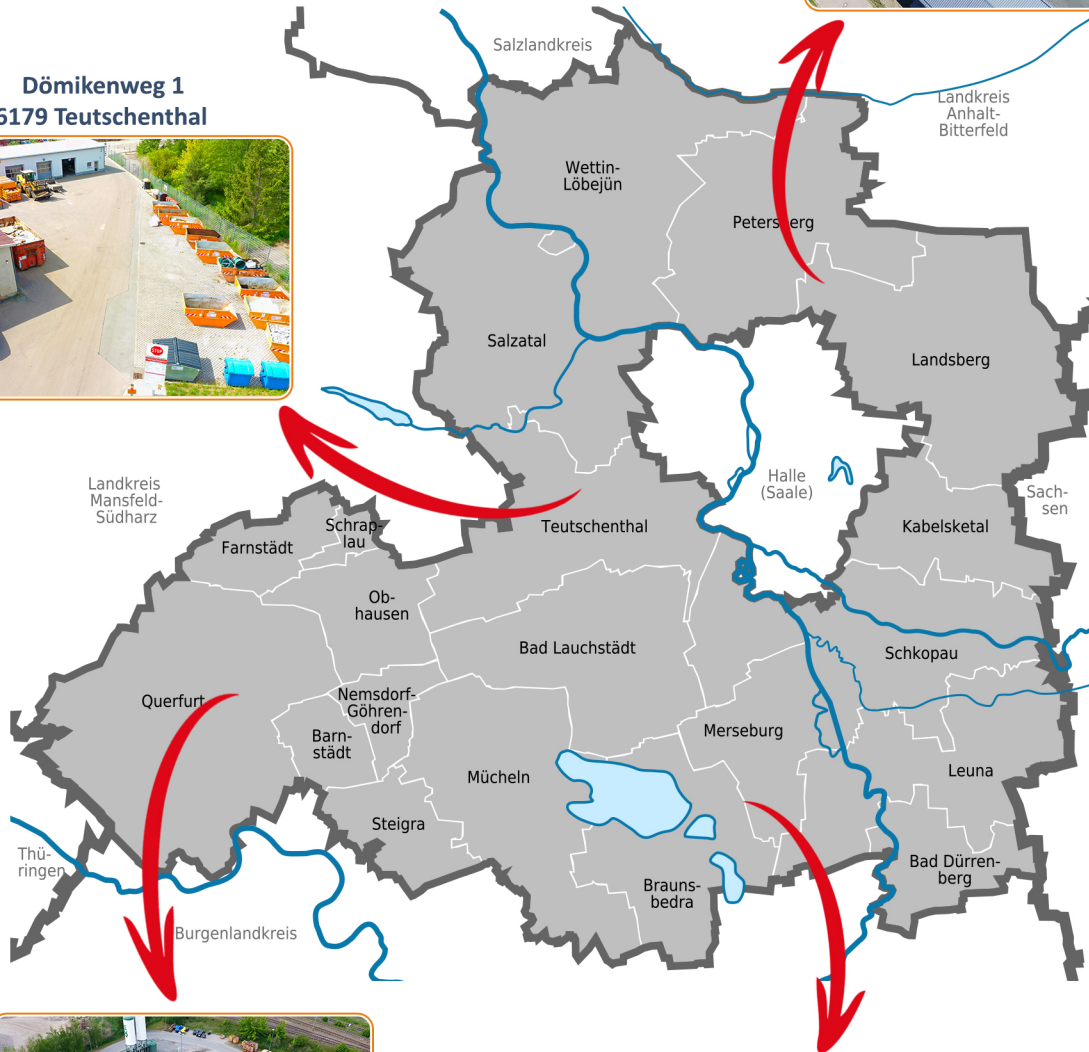 Salzlandkreis
Dömikenweg 1
6179 Teutschenthal
Landkreis
Anhalt-
Bitterfeld
Wettin-
Löbejün
Petersberg
Salzatal
Landsberg
Halle
(Saale)
Landkreis
Mansfeld-
Südharz
Sach-
sen
Schrap-
lau
Teutschenthal
Kabelsketal
Farnstädt
Ob-
hausen
Bad Lauchstädt
Schkopau
Querfurt
Nemsdorf-
Göhren-
dorf
Barn-
städt
Merseburg
Mücheln
Leuna
Steigra
Thü-
ringen
Bad Dürren-
berg
Brauns-
bedra
Burgenlandkreis
STOP